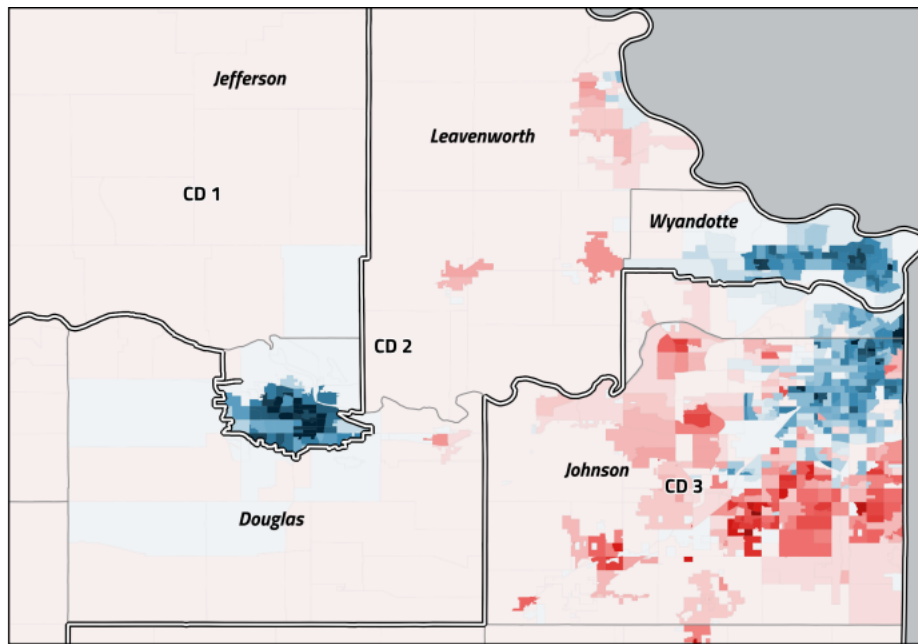 Jefferson
Leavenworth
CD 1
Wyandotte
CD 2
Johnson
CD 3
Douglas